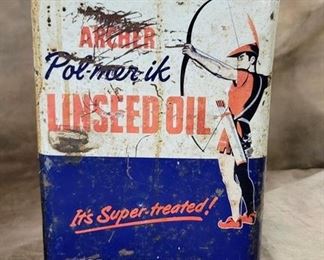 ARCHER
Pol-mer-ik
LINSEED OIL
It's Super-treated!